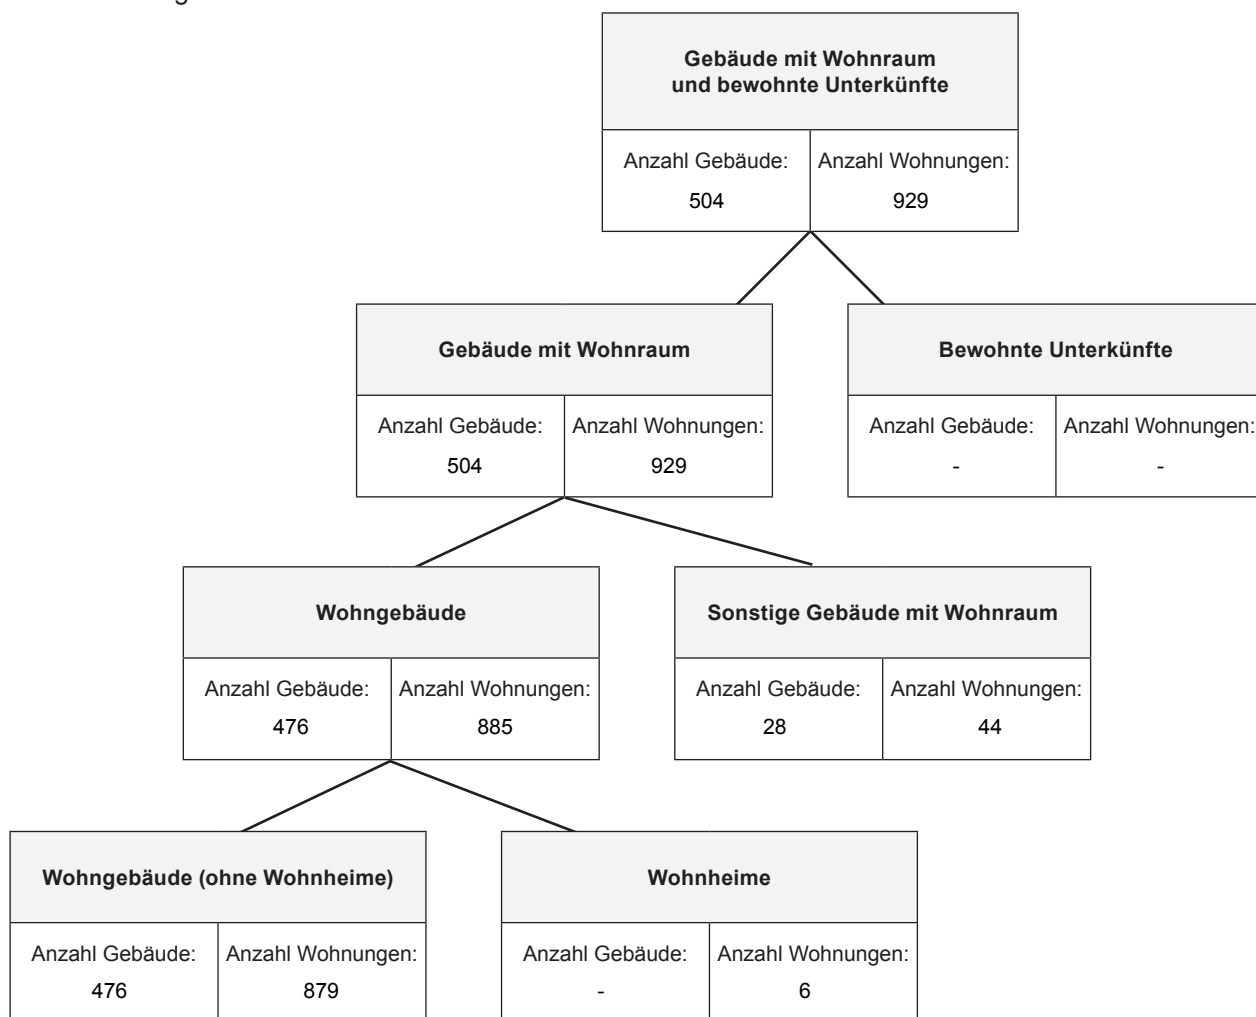 Gebäude mit Wohnraum
und bewohnte Unterkünfte
Anzahl Gebäude: Anzahl Wohnungen:
504 929
Gebäude mit Wohnraum
Anzahl Gebäude: Anzahl Wohnungen:
504 929
Bewohnte Unterkünfte
Anzahl Gebäude: Anzahl Wohnungen:
- -
Wohngebäude
Anzahl Gebäude: Anzahl Wohnungen:
476 885
Sonstige Gebäude mit Wohnraum
Anzahl Gebäude: Anzahl Wohnungen:
28 44
Wohngebäude (ohne Wohnheime)
Anzahl Gebäude: Anzahl Wohnungen:
476 879
Wohnheime
Anzahl Gebäude: Anzahl Wohnungen:
- 6